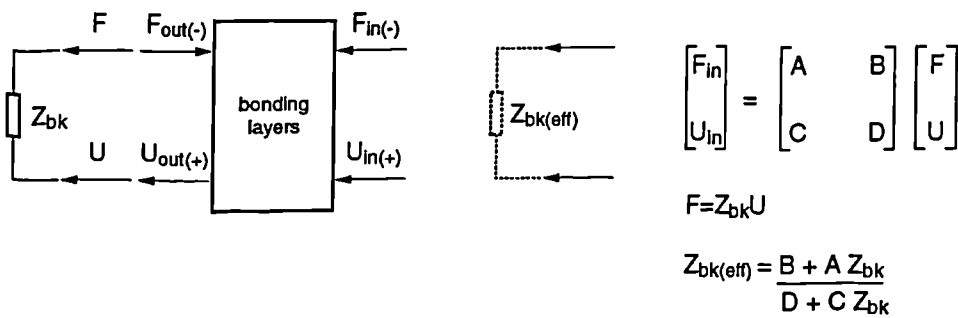 F F_out(-) F_in(-)
bonding
layers
Z_bk
Z_bk(eff)
U U_out(+) U_in(+)
[F_in] = [A B] [F]
[U_in] [C D] [U]
F=Z_bkU
Z_bk(eff) = B + A Z_bk
D + C Z_bk